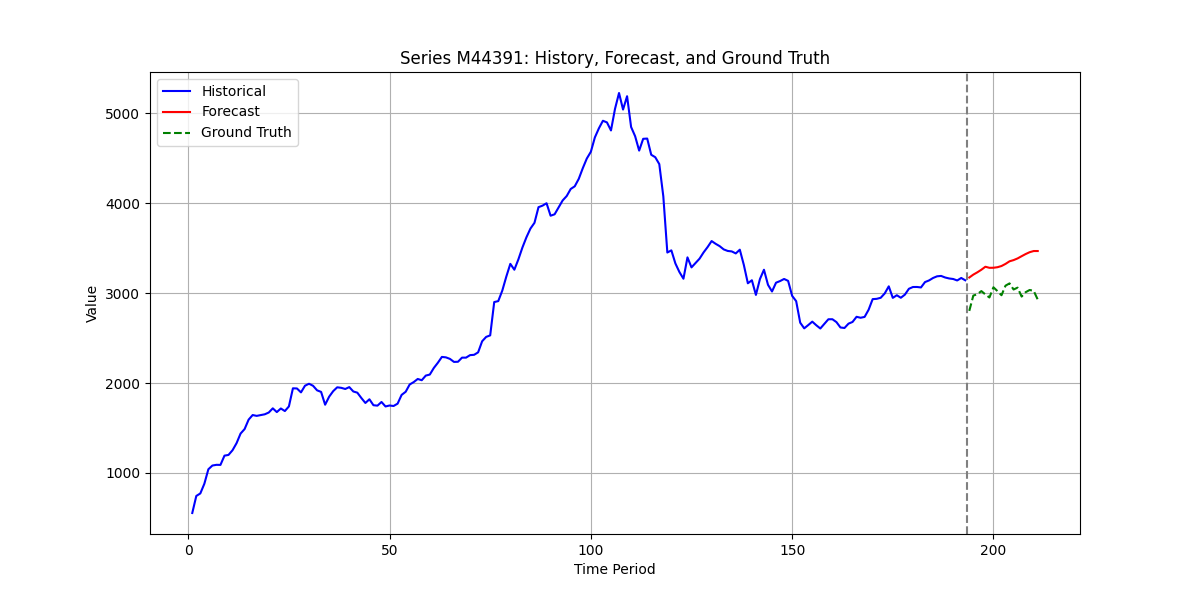 Series M44391: History, Forecast, and Ground Truth
Historical
Forecast
Ground Truth
Value
5000
4000
3000
2000
1000
0
50
100
150
200
Time Period